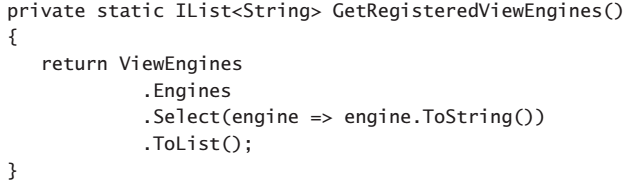 private static IList<String> GetRegisteredViewEngines()
{
   return ViewEngines
             .Engines
             .Select(engine => engine.ToString())
             .ToList();
}